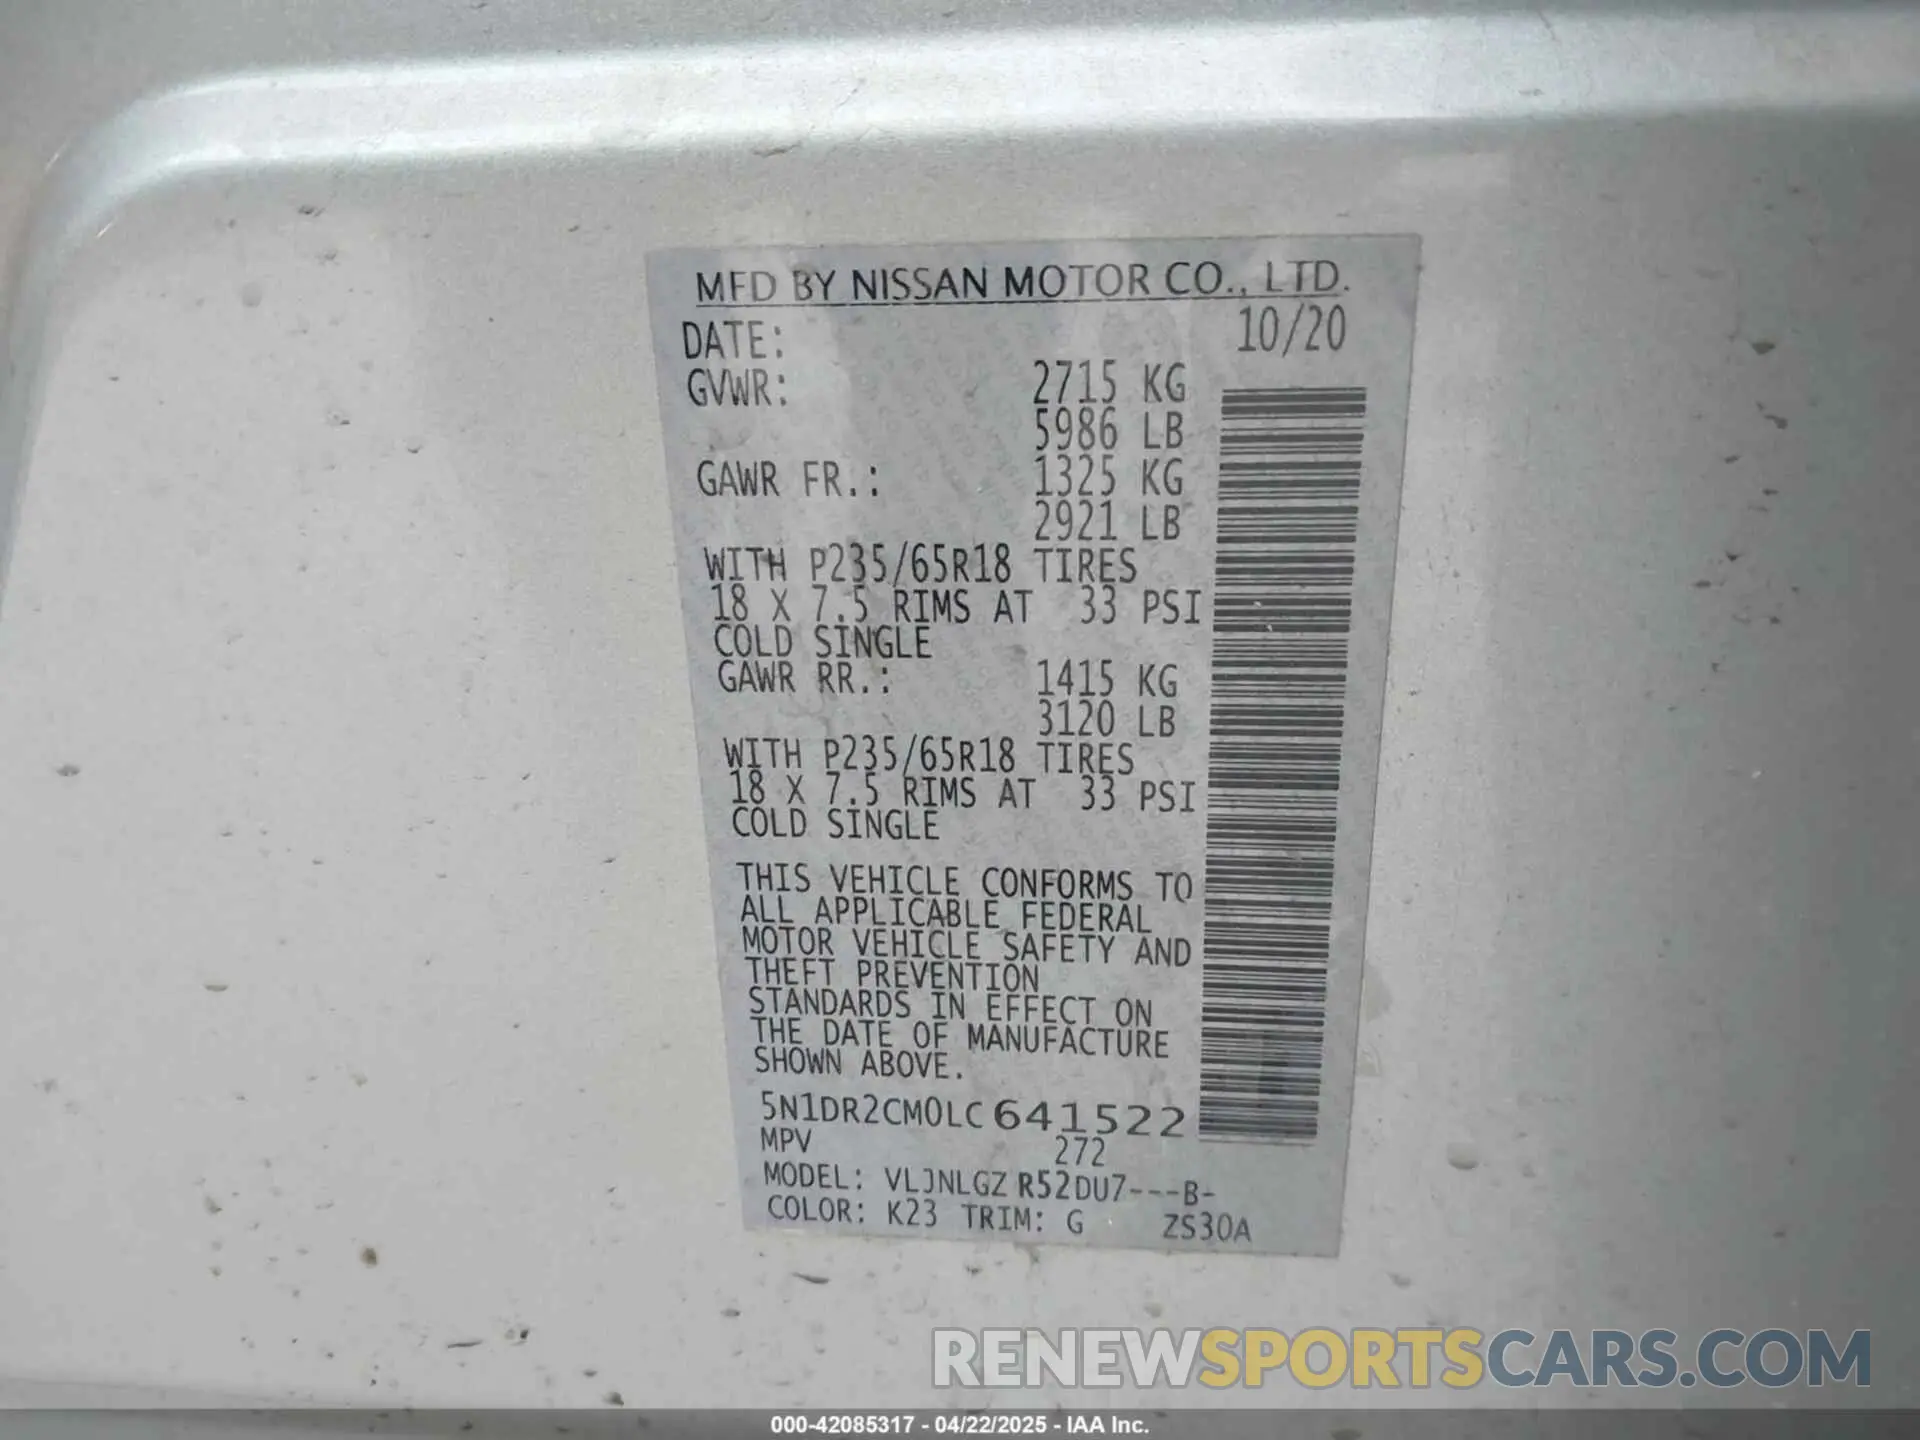 MFD BY NISSAN MOTOR CO., LTD.
DATE: 10/20
GVWR: 2715 KG
5986 LB
GAWR FR.: 1325 KG
2921 LB
WITH P235/65R18 TIRES
18 X 7.5 RIMS AT 33 PSI
COLD SINGLE
GAWR RR.: 1415 KG
3120 LB
WITH P235/65R18 TIRES
18 X 7.5 RIMS AT 33 PSI
COLD SINGLE
THIS VEHICLE CONFORMS TO
ALL APPLICABLE FEDERAL
MOTOR VEHICLE SAFETY AND
THEFT PREVENTION
STANDARDS IN EFFECT ON
THE DATE OF MANUFACTURE
SHOWN ABOVE.
5N1DR2CM0LC641522
MPV 272
MODEL: VLJNLGZ R52DU7---B-
COLOR: K23 TRIM: G ZS30A
RENEWSPORTSCARS.COM
000-42085317 - 04/22/2025 - IAA Inc.